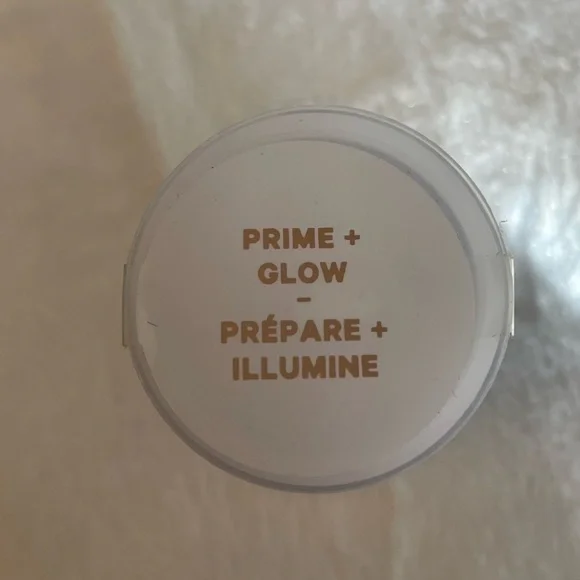 PRIME +
GLOW
–
PRÉPARE +
ILLUMINE